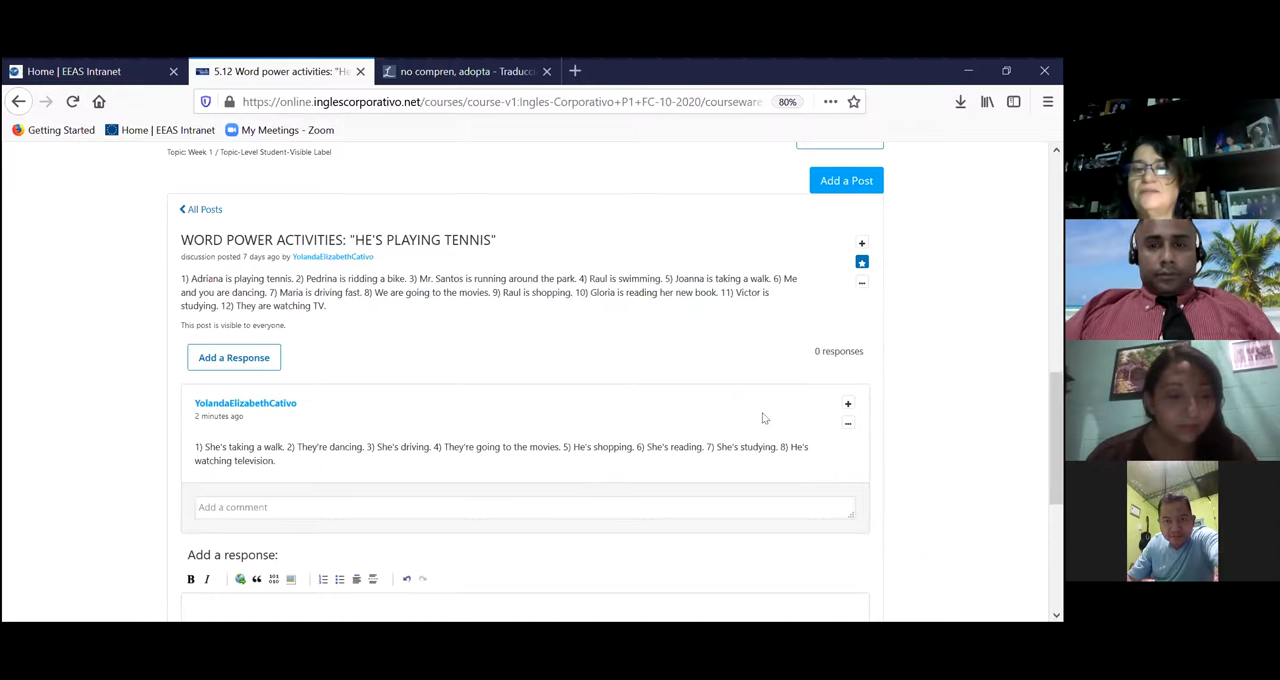 Home | EEAS Intranet
5.12 Word power activities: "He
no compren, adopta - Traducci
https://online.inglescorporativo.net/courses/course-v1:Ingles-Corporativo+P1+FC-10-2020/courseware
80%
Getting Started
Home | EEAS Intranet
My Meetings - Zoom
Topic: Week 1 / Topic-Level Student-Visible Label
Add a Post
All Posts
WORD POWER ACTIVITIES: "HE'S PLAYING TENNIS"
discussion posted 7 days ago by YolandaElizabethCativo
1) Adriana is playing tennis. 2) Pedrina is ridding a bike. 3) Mr. Santos is running around the park. 4) Raul is swimming. 5) Joanna is taking a walk. 6) Me
and you are dancing. 7) Maria is driving fast. 8) We are going to the movies. 9) Raul is shopping. 10) Gloria is reading her new book. 11) Victor is
studying. 12) They are watching TV.
This post is visible to everyone.
Add a Response
0 responses
YolandaElizabethCativo
2 minutes ago
1) She's taking a walk. 2) They're dancing. 3) She's driving. 4) They're going to the movies. 5) He's shopping. 6) She's reading. 7) She's studying. 8) He's
watching television.
Add a comment
Add a response:
B I